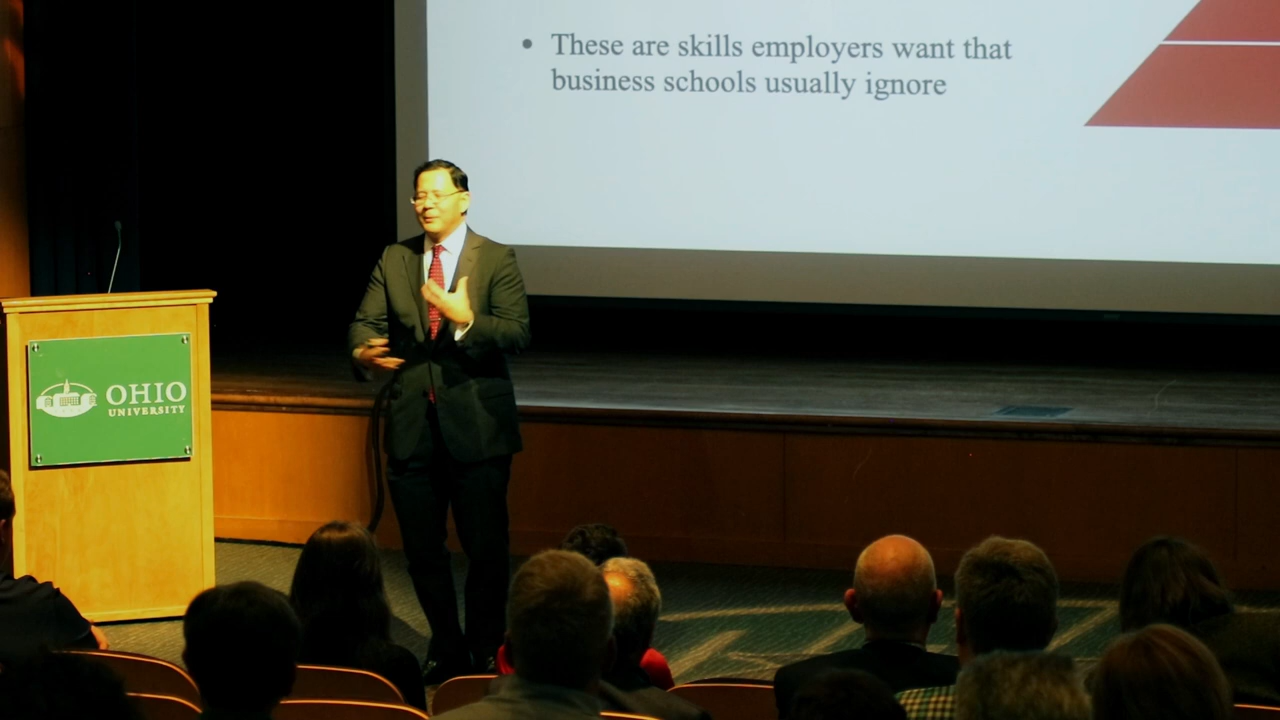 • These are skills employers want that
business schools usually ignore
OHIO
UNIVERSITY